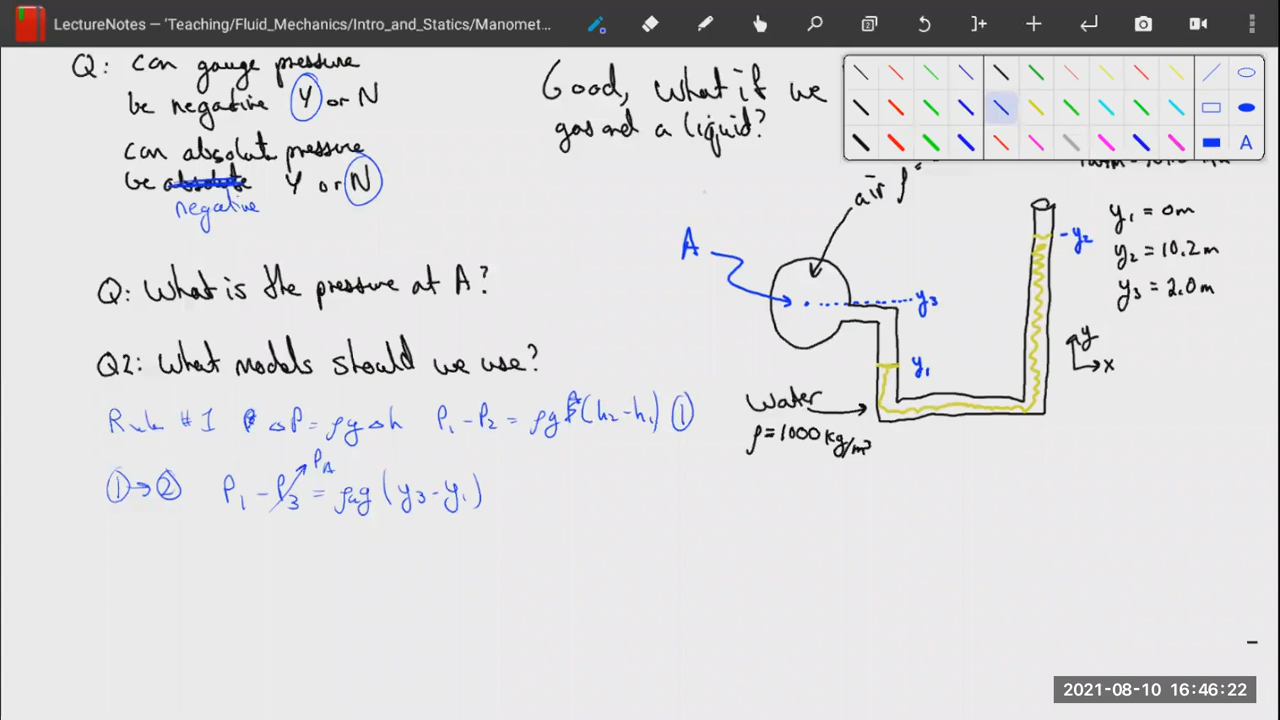 LectureNotes — 'Teaching/Fluid_Mechanics/Intro_and_Statics/Manomet...
Q: can gauge pressure
be negative Y or N
can absolute pressure
be absolute Y or N
negative
Good, What if we
gas and a liquid?
A
air ρ =
-y₂
y₁ = 0m
y₂ = 10.2m
y₃ = 2.0m
y₃
y
x
y₁
Water
ρ = 1000 kg/m³
Q: What is the pressure at A?
Q2: What models should we use?
Rule #1 ΔP = ρgΔh P₁ - P₂ = ρg(h₂-h₁) ①
①→② P₁ - P₃ = ρₐg(y₃-y₁)
P_A
2021-08-10 16:46:22